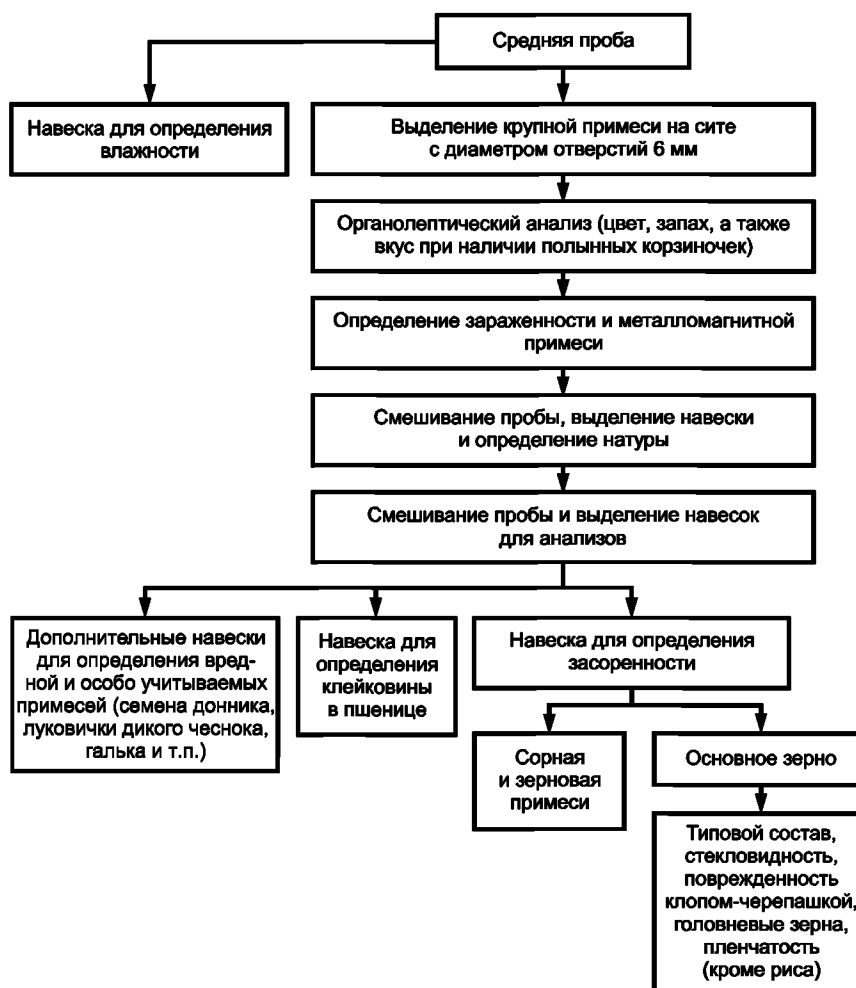 Средняя проба
Навеска для определения
влажности
Выделение крупной примеси на сите
с диаметром отверстий 6 мм
Органолептический анализ (цвет, запах, а также
вкус при наличии полынных корзиночек)
Определение зараженности и металломагнитной
примеси
Смешивание пробы, выделение навески
и определение натуры
Смешивание пробы и выделение навесок
для анализов
Дополнительные навески
для определения вред-
ной и особо учитываемых
примесей (семена донника,
луковички дикого чеснока,
галька и т.п.)
Навеска для
определения
клейковины
в пшенице
Навеска для определения
засоренности
Сорная
и зерновая
примеси
Основное зерно
Типовой состав,
стекловидность,
поврежденность
клопом-черепашкой,
головневые зерна,
пленчатость
(кроме риса)